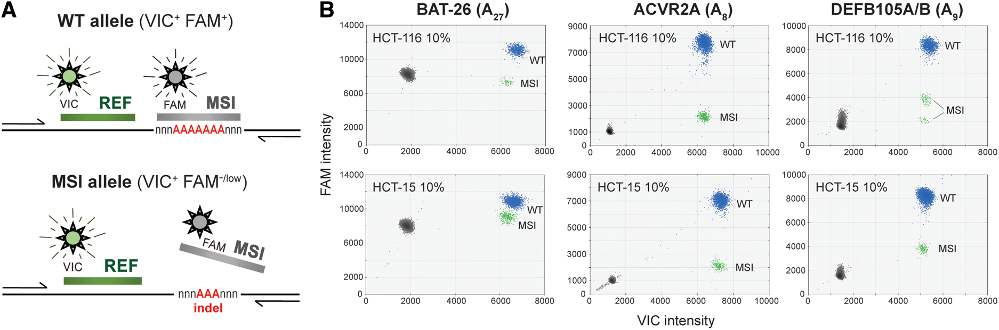 A
WT allele (VIC+ FAM+)
VIC
REF
FAM
MSI
nnnAAAAAAAnnn
MSI allele (VIC+ FAM-/low)
VIC
REF
FAM
MSI
nnnAAAnnn
indel
B
FAM intensity
VIC intensity
BAT-26 (A27)
14000
10000
6000
2000
0
HCT-116 10%
WT
MSI
0 2000 4000 6000 8000
ACVR2A (A8)
9000
7000
5000
3000
1000
0
HCT-116 10%
WT
MSI
0 2000 4000 6000 8000 10000
DEFB105A/B (A9)
10000
8000
6000
4000
2000
0
HCT-116 10%
WT
MSI
0 2000 4000 6000 8000
14000
10000
6000
2000
0
HCT-15 10%
WT
MSI
0 2000 4000 6000 8000
9000
7000
5000
3000
1000
0
HCT-15 10%
WT
MSI
0 2000 4000 6000 8000 10000
10000
8000
6000
4000
2000
0
HCT-15 10%
WT
MSI
0 2000 4000 6000 8000